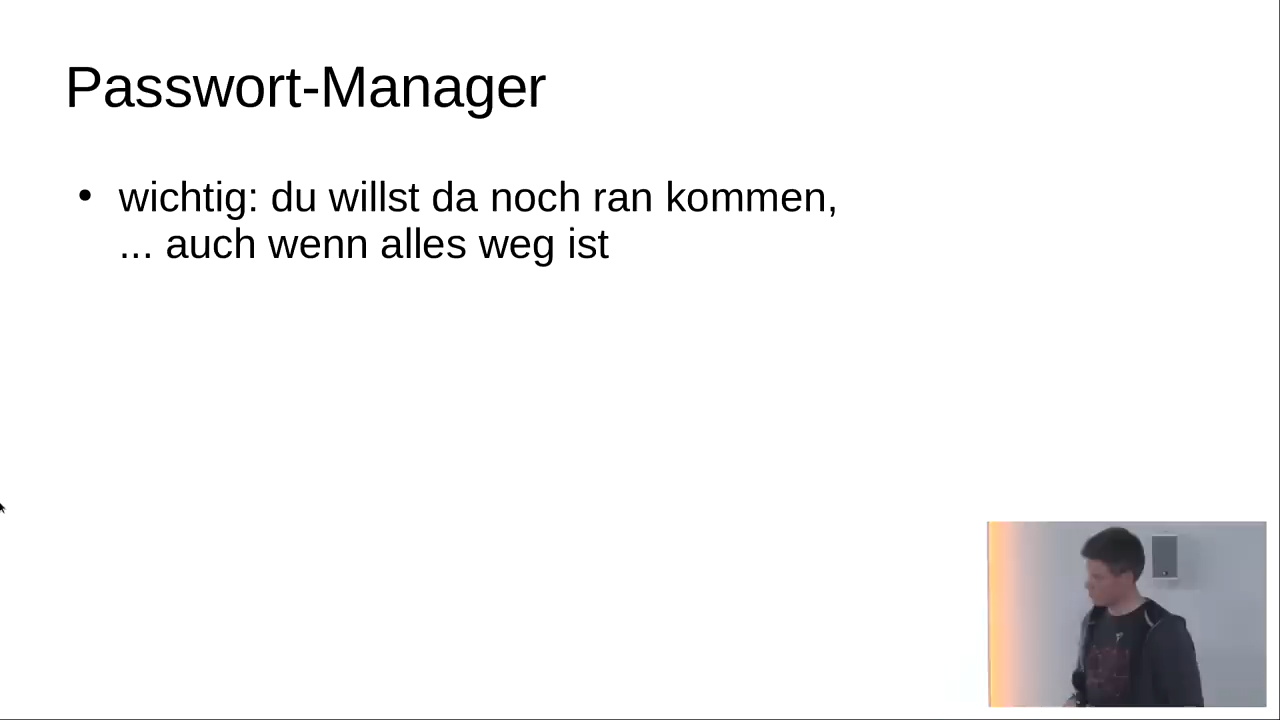 Passwort-Manager
• wichtig: du willst da noch ran kommen,
... auch wenn alles weg ist